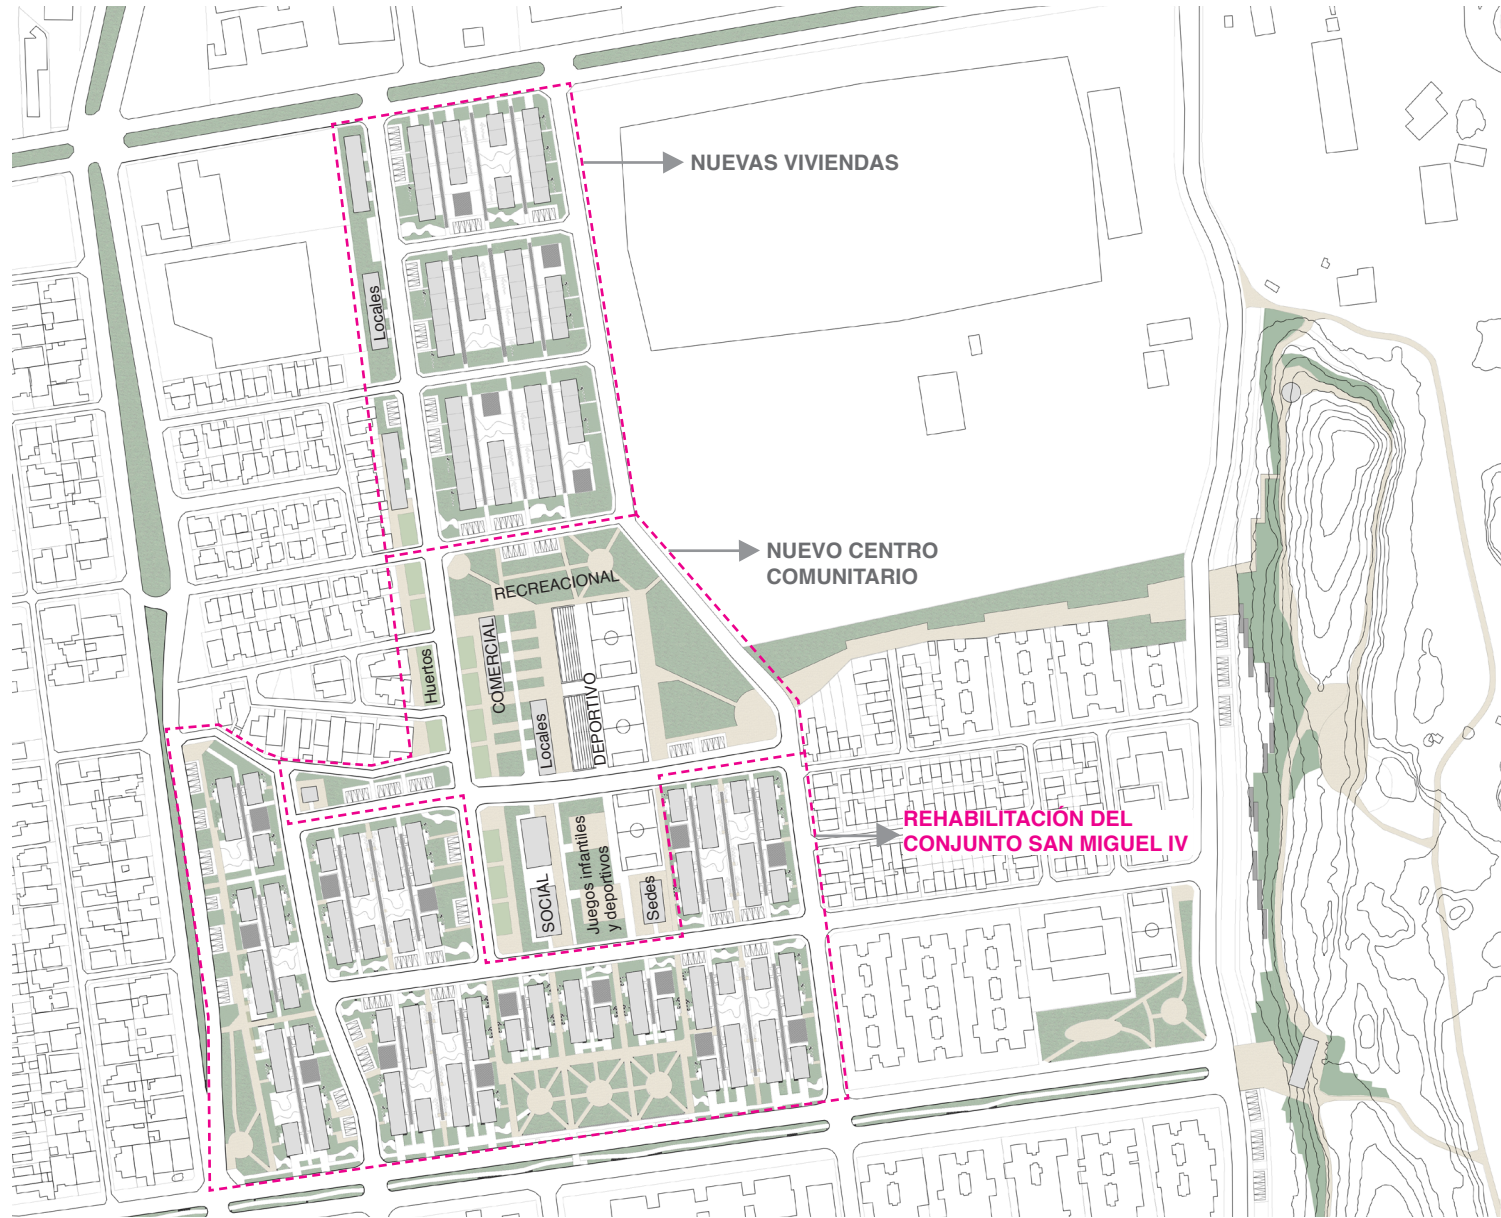 NUEVAS VIVIENDAS
Locales
NUEVO CENTRO
COMUNITARIO
RECREACIONAL
COMERCIAL
Huertos
DEPORTIVO
Locales
REHABILITACIÓN DEL
CONJUNTO SAN MIGUEL IV
SOCIAL
Juegos infantiles
y deportivos
Sedes